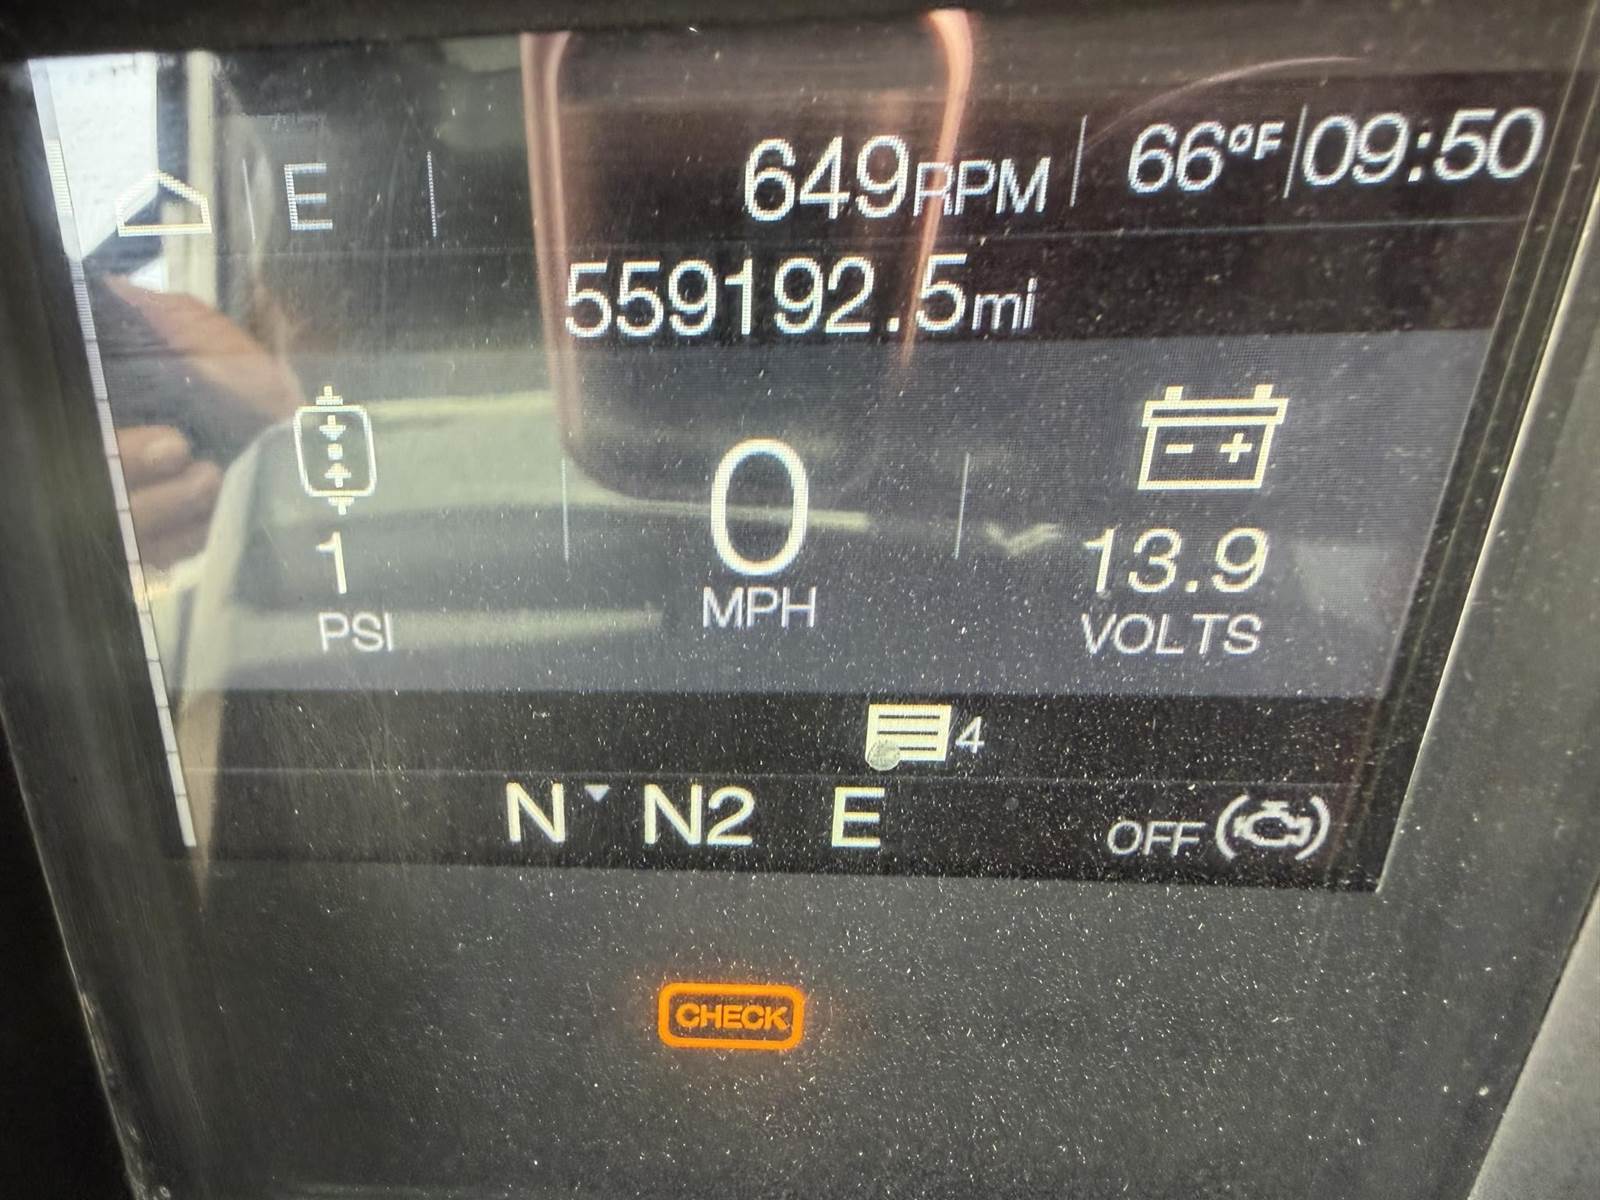 E 649RPM 66°F 09:50
559192.5mi
1 0 13.9
PSI MPH VOLTS
4
N N2 E OFF
CHECK